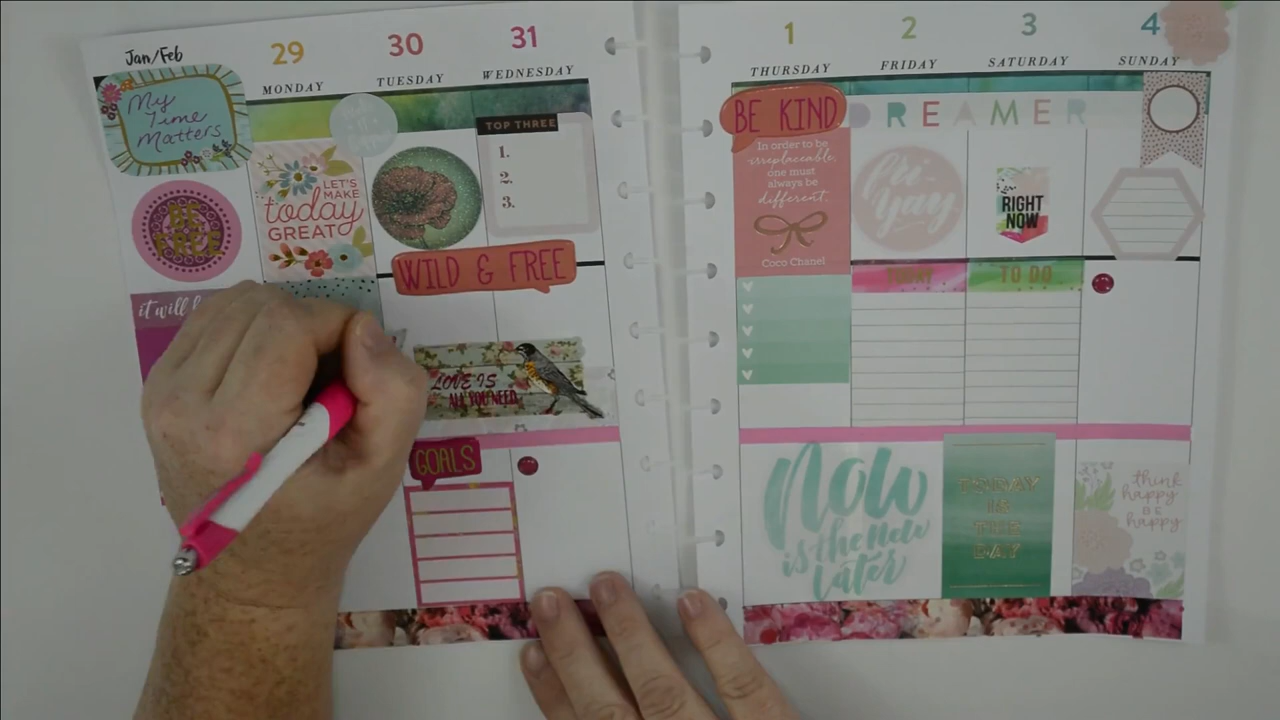 Jan/Feb
29
MONDAY
30
TUESDAY
31
WEDNESDAY
My
Time
Matters
BE
FREE
it will
LET'S
MAKE
today
GREAT
TOP THREE
1.
2.
3.
WILD & FREE
LOVE IS
ALL YOU NEED
GOALS
1
THURSDAY
2
FRIDAY
3
SATURDAY
4
SUNDAY
BE KIND
DREAMER
In order to be
irreplaceable,
one must
always be
different.
Coco Chanel
fri-
yay
RIGHT
NOW
TODAY
TO DO
Now
is the new
later
TODAY
IS
THE
DAY
think
happy
BE
happy